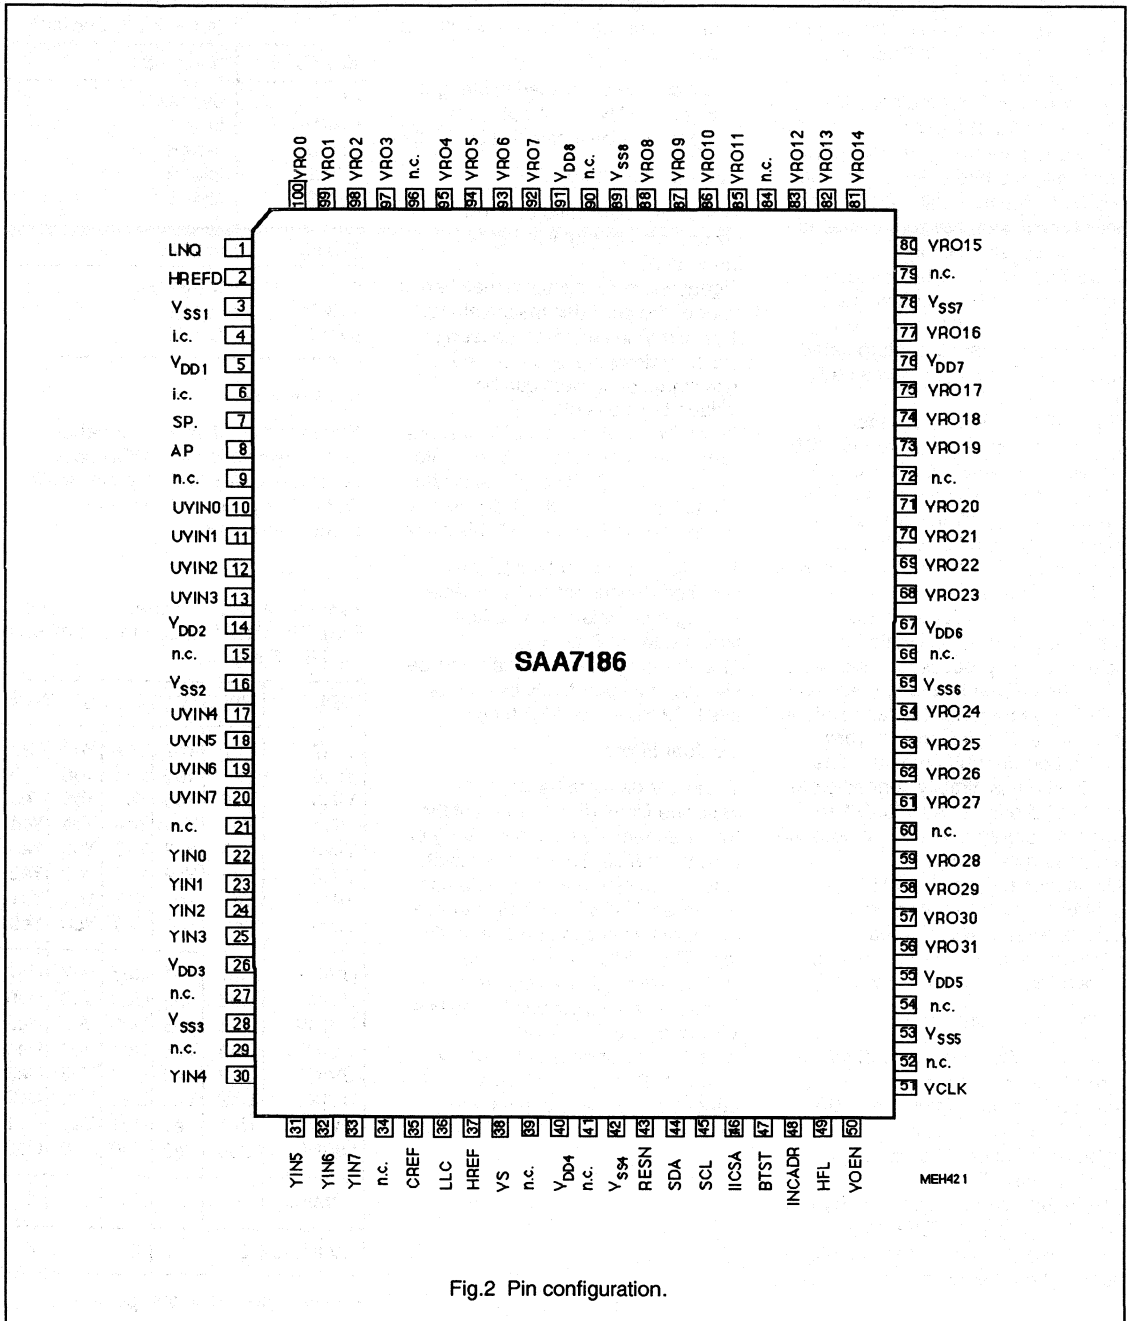 100 VRO0
99 VRO1
98 VRO2
97 VRO3
96 n.c.
95 VRO4
94 VRO5
93 VRO6
92 VRO7
91 VDD8
90 n.c.
89 VSS8
88 VRO8
87 VRO9
86 VRO10
85 VRO11
84 n.c.
83 VRO12
82 VRO13
81 VRO14
LNQ 1
HREFD 2
VSS1 3
i.c. 4
VDD1 5
i.c. 6
SP. 7
AP 8
n.c. 9
UVIN0 10
UVIN1 11
UVIN2 12
UVIN3 13
VDD2 14
n.c. 15
VSS2 16
UVIN4 17
UVIN5 18
UVIN6 19
UVIN7 20
n.c. 21
YIN0 22
YIN1 23
YIN2 24
YIN3 25
VDD3 26
n.c. 27
VSS3 28
n.c. 29
YIN4 30
SAA7186
80 VRO15
79 n.c.
78 VSS7
77 VRO16
76 VDD7
75 VRO17
74 VRO18
73 VRO19
72 n.c.
71 VRO20
70 VRO21
69 VRO22
68 VRO23
67 VDD6
66 n.c.
65 VSS6
64 VRO24
63 VRO25
62 VRO26
61 VRO27
60 n.c.
59 VRO28
58 VRO29
57 VRO30
56 VRO31
55 VDD5
54 n.c.
53 VSS5
52 n.c.
51 VCLK
31 YIN5
32 YIN6
33 YIN7
34 n.c.
35 CREF
36 LLC
37 HREF
38 VS
39 n.c.
40 VDD4
41 n.c.
42 VSS4
43 RESN
44 SDA
45 SCL
46 IICSA
47 BTST
48 INCADR
49 HFL
50 VOEN
MEH421
Fig.2 Pin configuration.